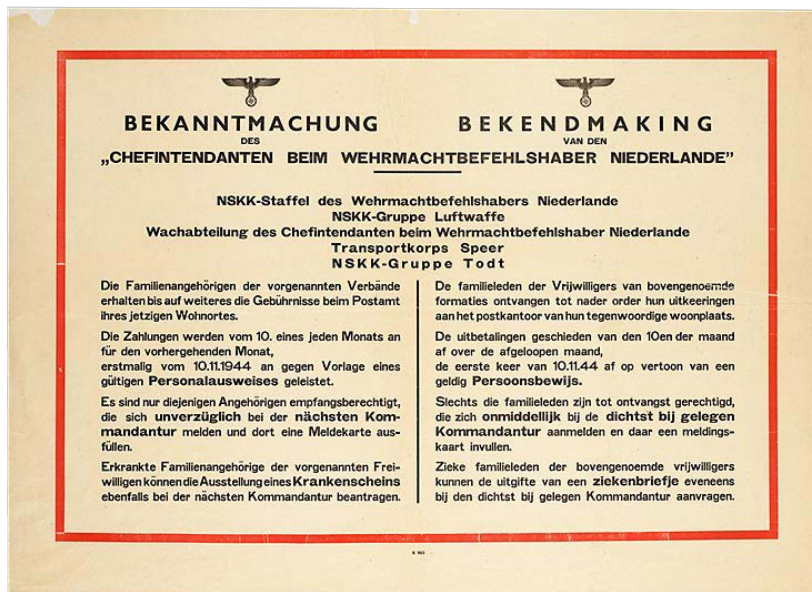 BEKANNTMACHUNG
BEKENDMAKING
DES
VAN DEN
„CHEFINTENDANTEN BEIM WEHRMACHTBEFEHLSHABER NIEDERLANDE”
NSKK-Staffel des Wehrmachtbefehlshabers Niederlande
NSKK-Gruppe Luftwaffe
Wachabteilung des Chefintendanten beim Wehrmachtbefehlshaber Niederlande
Transportkorps Speer
NSKK-Gruppe Todt
Die Familienangehörigen der vorgenannten Verbände
erhalten bis auf weiteres die Gebührnisse beim Postamt
ihres jetzigen Wohnortes.
Die Zahlungen werden vom 10. eines jeden Monats an
für den vorhergehenden Monat,
erstmalig vom 10.11.1944 an gegen Vorlage eines
gültigen Personalausweises geleistet.
Es sind nur diejenigen Angehörigen empfangsberechtigt,
die sich unverzüglich bei der nächsten Kom-
mandantur melden und dort eine Meldekarte aus-
füllen.
Erkrankte Familienangehörige der vorgenannten Frei-
willigen können die Ausstellung eines Krankenscheins
ebenfalls bei der nächsten Kommandantur beantragen.
De familieleden der Vrijwilligers van bovengenoemde
formaties ontvangen tot nader order hun uitkeeringen
aan het postkantoor van hun tegenwoordige woonplaats.
De uitbetalingen geschieden van den 10en der maand
af over de afgeloopen maand,
de eerste keer van 10.11.44 af op vertoon van een
geldig Persoonsbewijs.
Slechts die familieleden zijn tot ontvangst gerechtigd,
die zich onmiddellijk bij de dichtst bij gelegen
Kommandantur aanmelden en daar een meldings-
kaart invullen.
Zieke familieleden der bovengenoemde vrijwilligers
kunnen de uitgifte van een ziekenbriefje eveneens
bij den dichtst bij gelegen Kommandantur aanvragen.